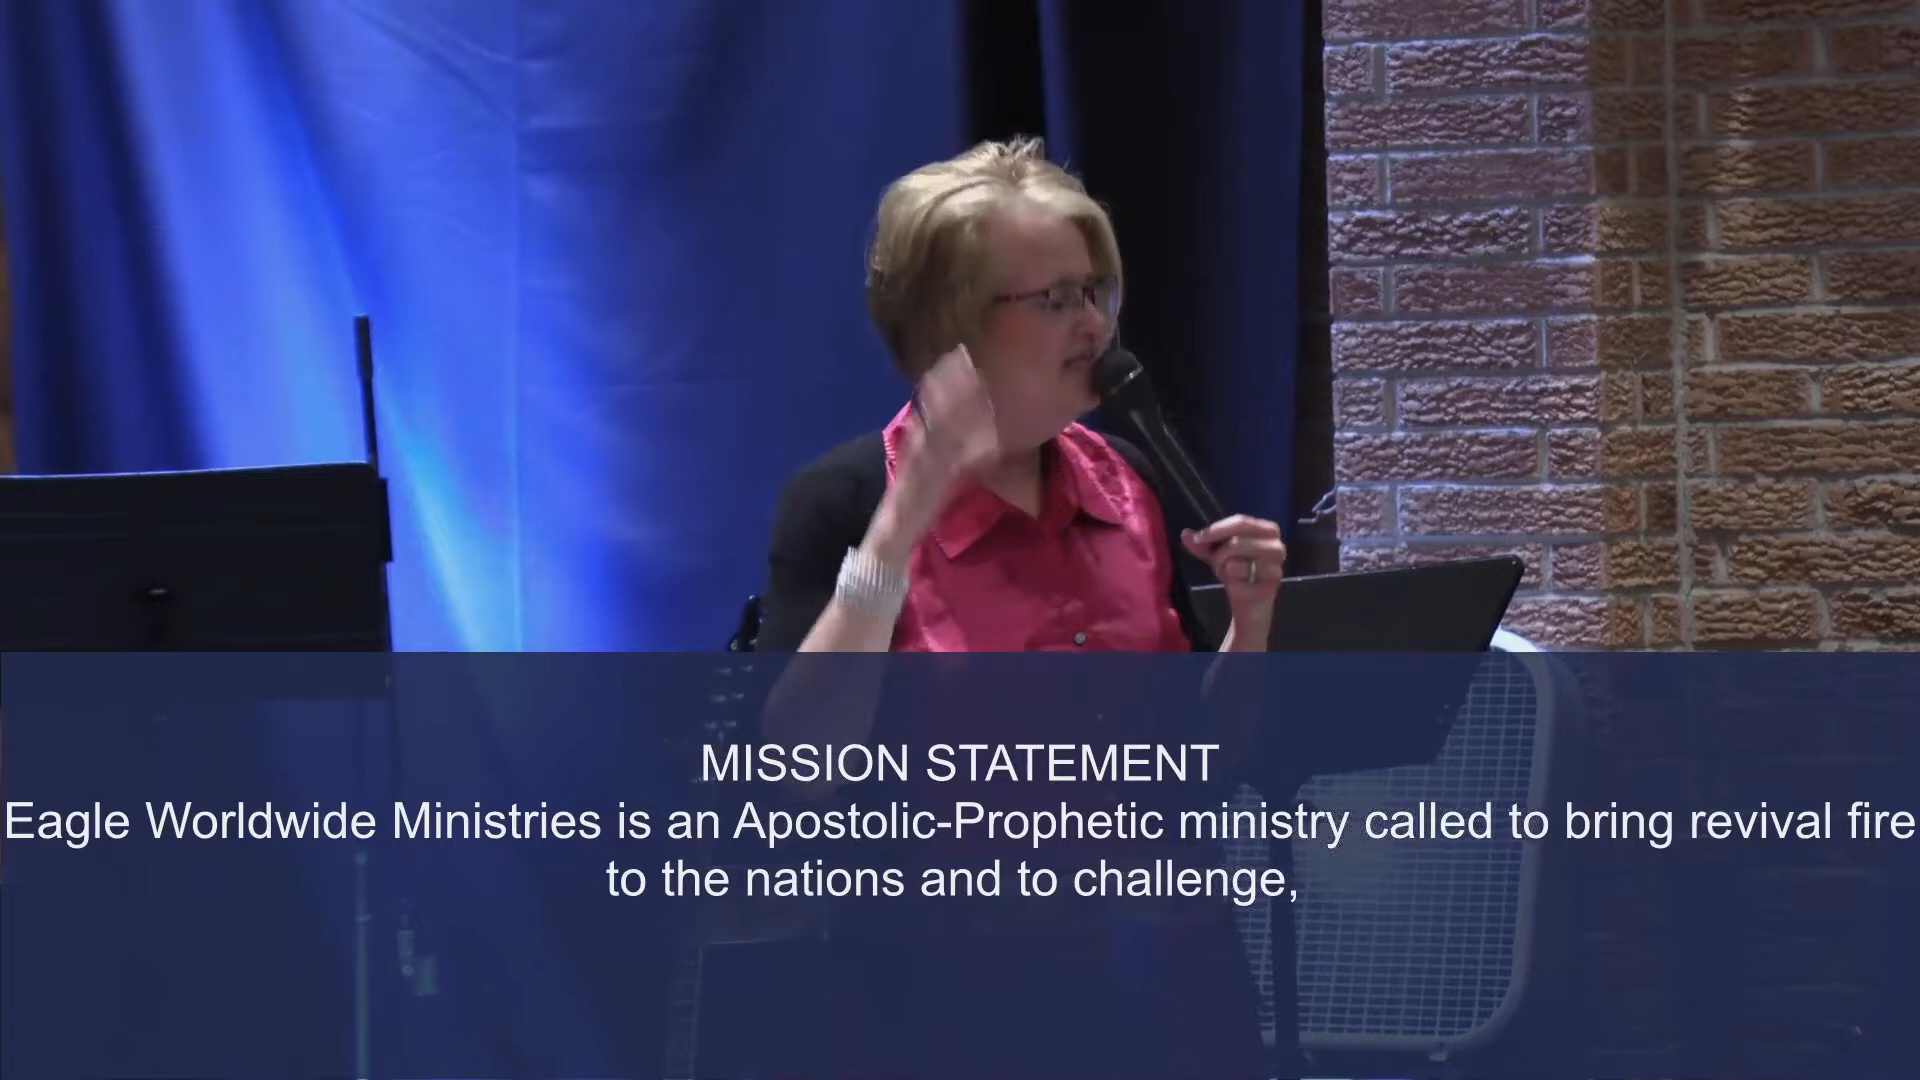 MISSION STATEMENT
Eagle Worldwide Ministries is an Apostolic-Prophetic ministry called to bring revival fire
to the nations and to challenge,